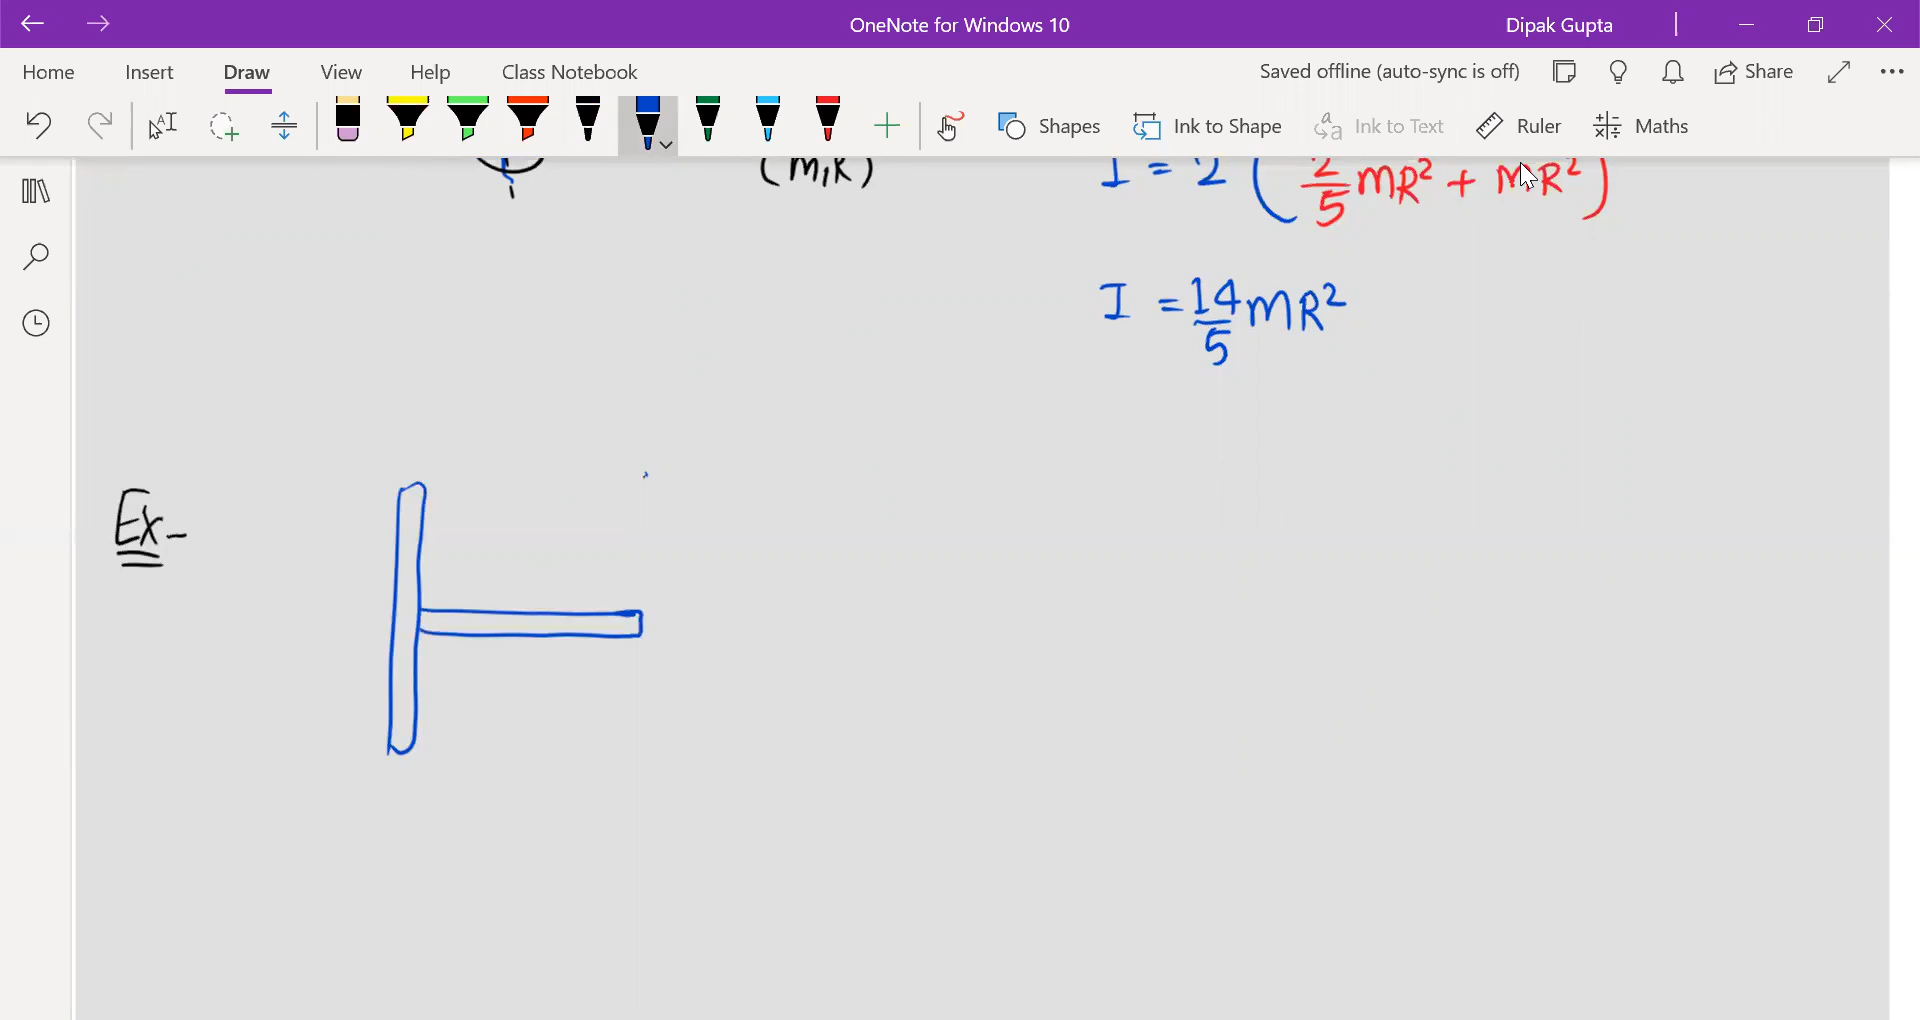 OneNote for Windows 10
Dipak Gupta
Home Insert Draw View Help Class Notebook
Saved offline (auto-sync is off) Share
Shapes Ink to Shape Ink to Text Ruler Maths
(M,R)
I = 2 ( 2/5 MR² + MR² )
I = 14/5 MR²
Ex-